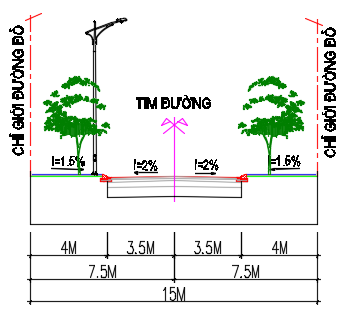 CHỈ GIỚI ĐƯỜNG ĐỎ
TIM ĐƯỜNG
CHỈ GIỚI ĐƯỜNG ĐỎ
I=1.5%
I=2%
I=2%
I=1.5%
4M
3.5M
3.5M
4M
7.5M
7.5M
15M